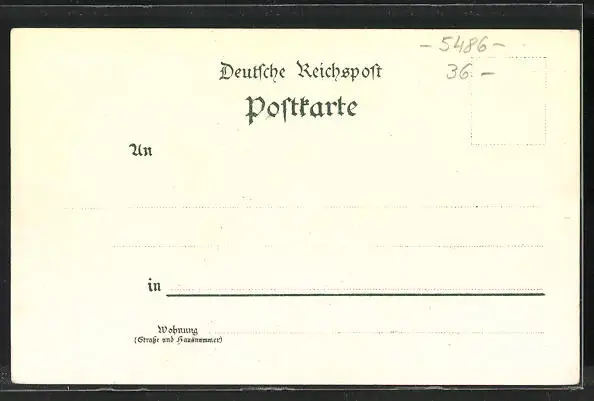 - 5486 -
Deutsche Reichspost
36.-
Postkarte
An
in
Wohnung
(Straße und Hausnummer)